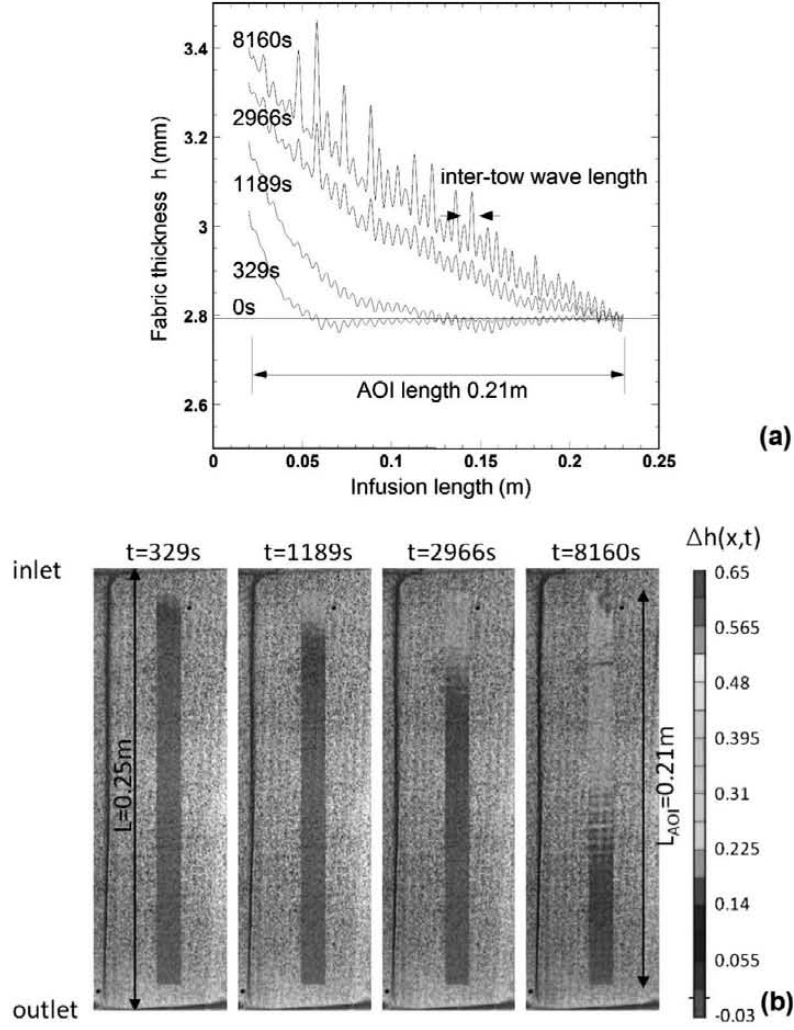 3.4
3.2
3
2.8
2.6
Fabric thickness h (mm)
8160s
2966s
1189s
329s
0s
inter-tow wave length
AOI length 0.21m
0
0.05
0.1
0.15
0.2
0.25
Infusion length (m)
(a)
t=329s
t=1189s
t=2966s
t=8160s
Δh(x,t)
inlet
outlet
L=0.25m
L_AOI=0.21m
0.65
0.565
0.48
0.395
0.31
0.225
0.14
0.055
-0.03
(b)